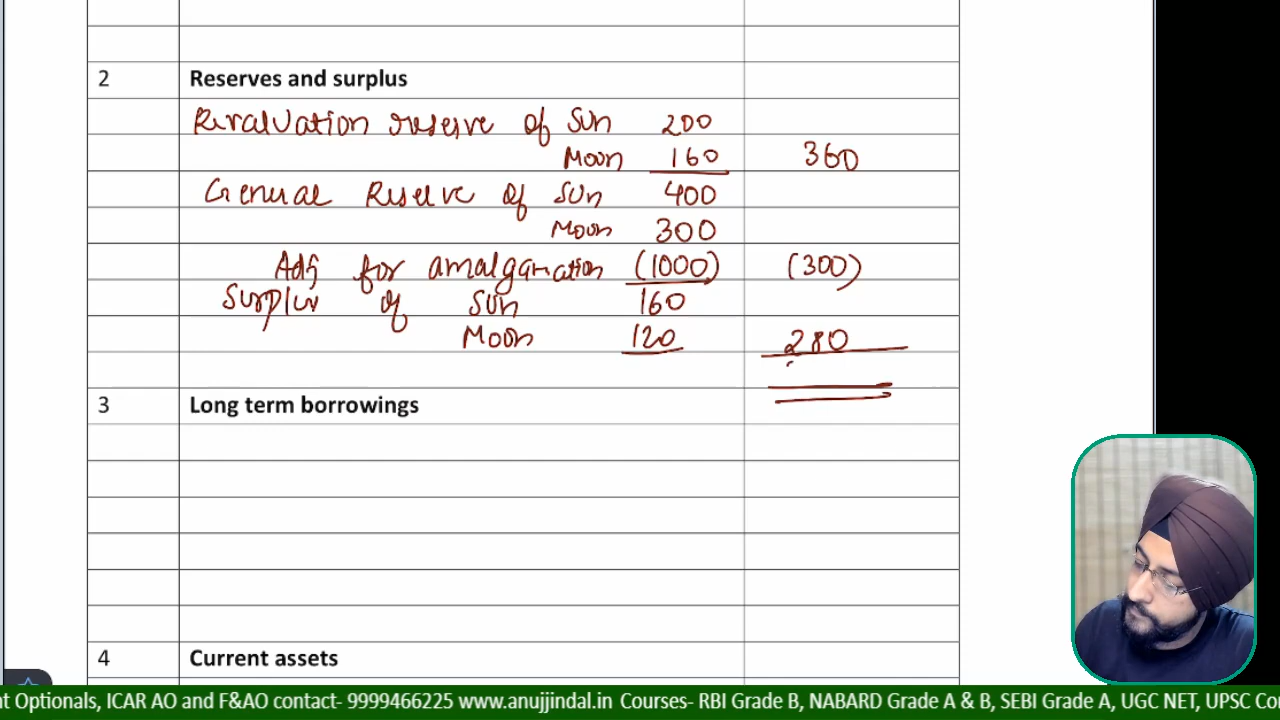 2 Reserves and surplus
Revaluation reserve of Sun 200
Moon 160 360
General Reserve of Sun 400
Moon 300
Adj for amalgamation (1000) (300)
Surplus of Sun 160
Moon 120 280
3 Long term borrowings
4 Current assets
nt Optionals, ICAR AO and F&AO contact- 9999466225 www.anujjindal.in Courses- RBI Grade B, NABARD Grade A & B, SEBI Grade A, UGC NET, UPSC Co